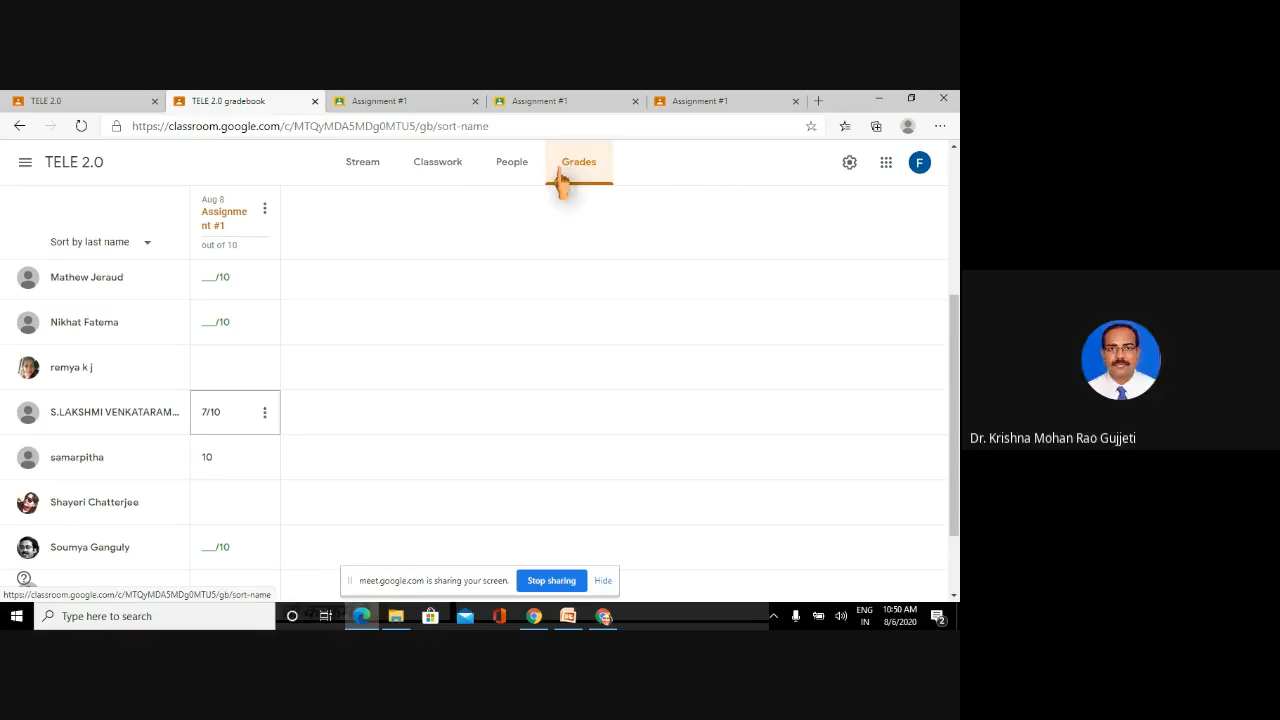 TELE 2.0
TELE 2.0 gradebook
Assignment #1
Assignment #1
Assignment #1
https://classroom.google.com/c/MTQyMDA5MDg0MTU5/gb/sort-name
TELE 2.0
Stream
Classwork
People
Grades
F
Aug 8
Assignme
nt #1
Sort by last name
out of 10
Mathew Jeraud
___/10
Nikhat Fatema
___/10
remya k j
S.LAKSHMI VENKATARAM...
7/10
samarpitha
10
Shayeri Chatterjee
Soumya Ganguly
___/10
meet.google.com is sharing your screen.
Stop sharing
Hide
https://classroom.google.com/c/MTQyMDA5MDg0MTU5/gb/sort-name
Type here to search
ENG
IN
10:50 AM
8/6/2020
2
Dr. Krishna Mohan Rao Gujjeti